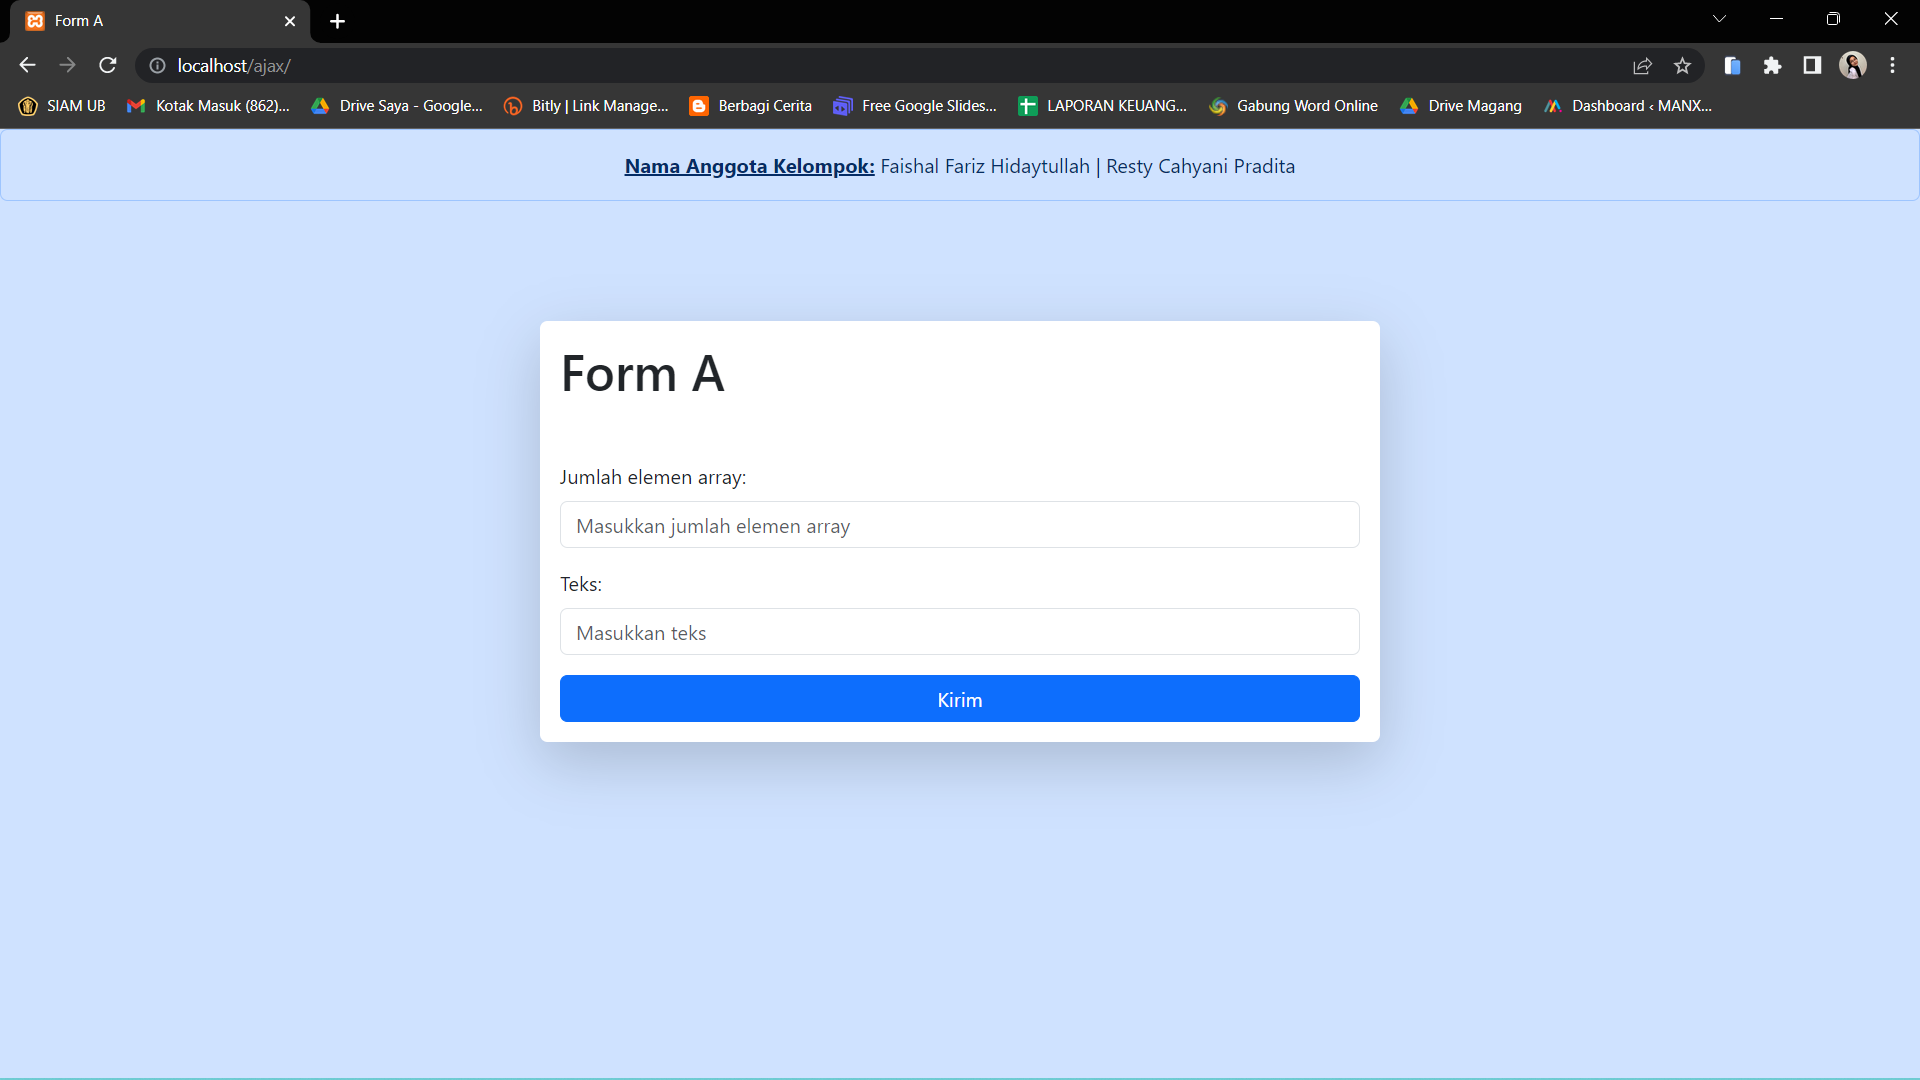 Form A
localhost/ajax/
SIAM UB
Kotak Masuk (862)...
Drive Saya - Google...
Bitly | Link Manage...
Berbagi Cerita
Free Google Slides...
LAPORAN KEUANG...
Gabung Word Online
Drive Magang
Dashboard ‹ MANX...
Nama Anggota Kelompok: Faishal Fariz Hidaytullah | Resty Cahyani Pradita
Form A
Jumlah elemen array:
Masukkan jumlah elemen array
Teks:
Masukkan teks
Kirim